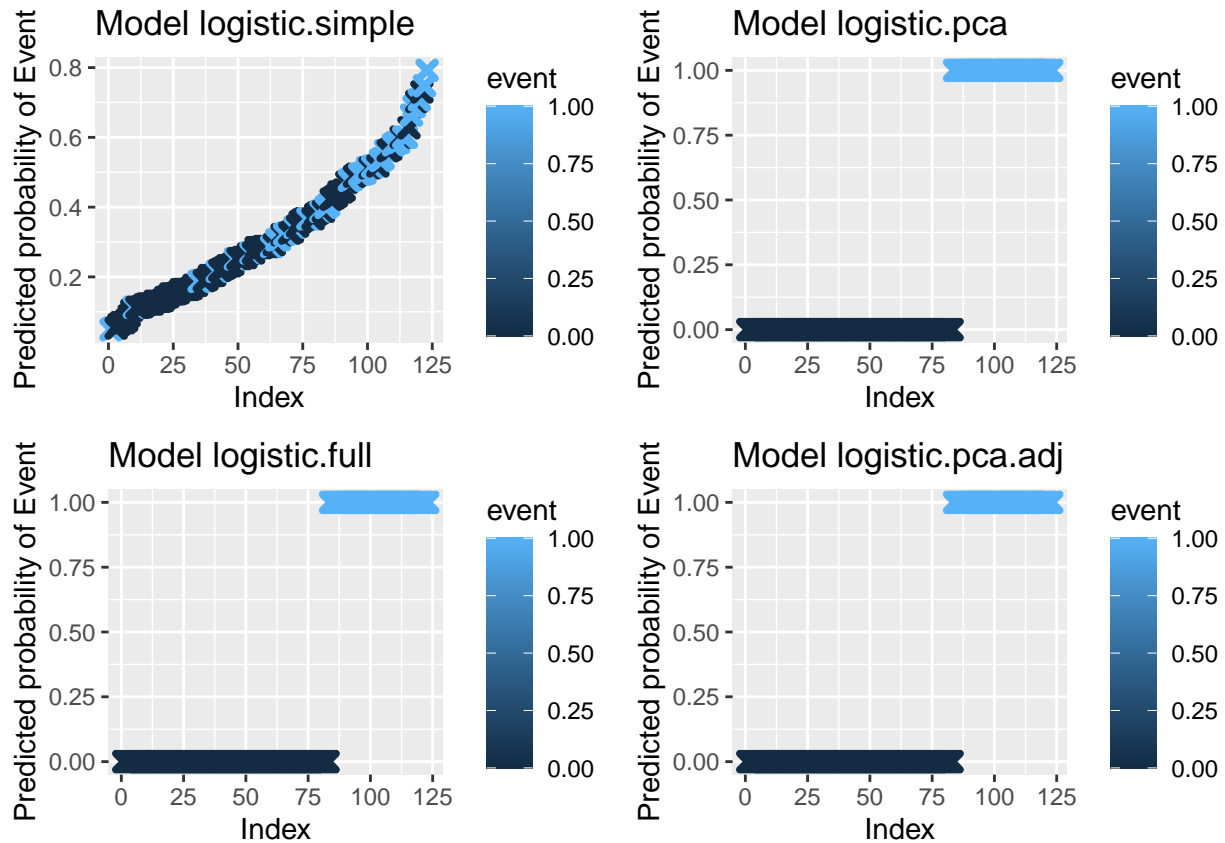 Model logistic.simple
Predicted probability of Event
0.8
0.6
0.4
0.2
0 25 50 75 100 125
Index
event
1.00
0.75
0.50
0.25
0.00
Model logistic.pca
Predicted probability of Event
1.00
0.75
0.50
0.25
0.00
0 25 50 75 100 125
Index
event
1.00
0.75
0.50
0.25
0.00
Model logistic.full
Predicted probability of Event
1.00
0.75
0.50
0.25
0.00
0 25 50 75 100 125
Index
event
1.00
0.75
0.50
0.25
0.00
Model logistic.pca.adj
Predicted probability of Event
1.00
0.75
0.50
0.25
0.00
0 25 50 75 100 125
Index
event
1.00
0.75
0.50
0.25
0.00